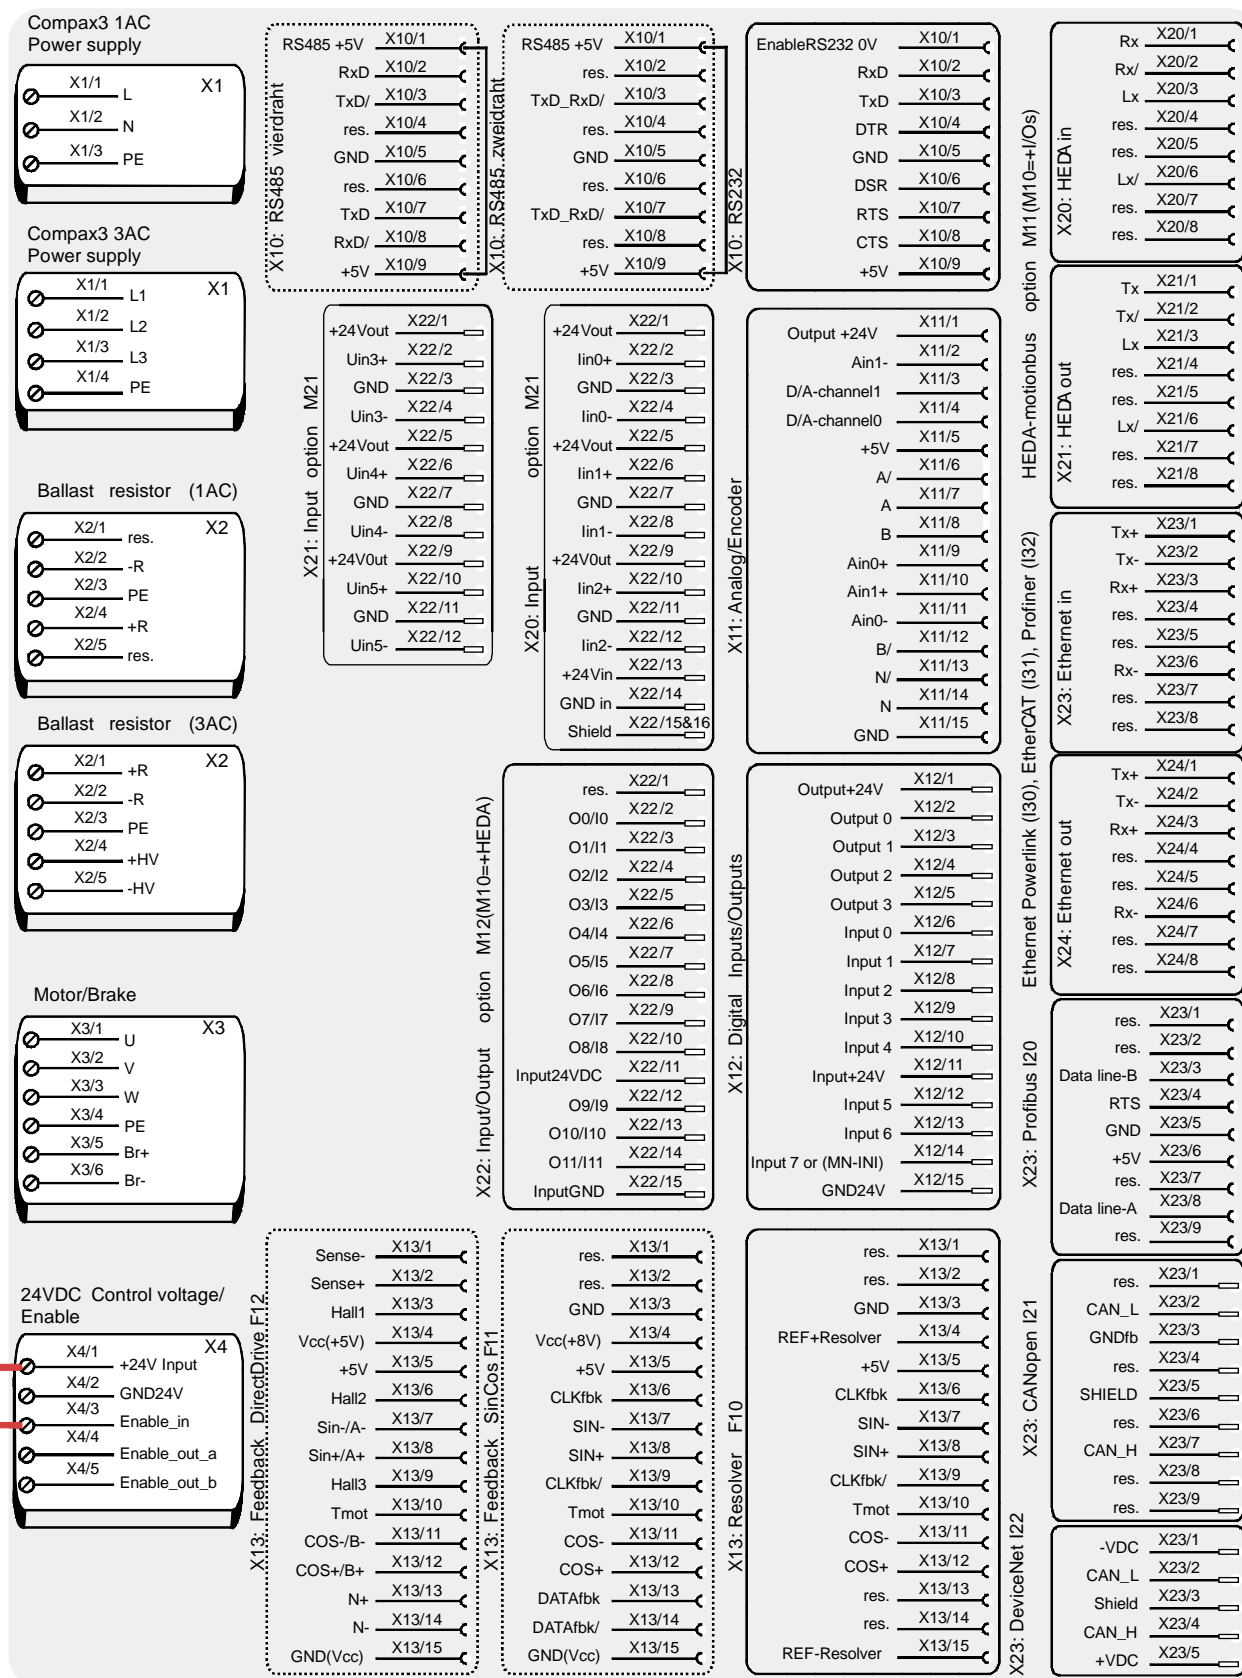 Compax3 1AC
Power supply
X1
X1/1 L
X1/2 N
X1/3 PE
Compax3 3AC
Power supply
X1
X1/1 L1
X1/2 L2
X1/3 L3
X1/4 PE
Ballast resistor (1AC)
X2
X2/1 res.
X2/2 -R
X2/3 PE
X2/4 +R
X2/5 res.
Ballast resistor (3AC)
X2
X2/1 +R
X2/2 -R
X2/3 PE
X2/4 +HV
X2/5 -HV
Motor/Brake
X3
X3/1 U
X3/2 V
X3/3 W
X3/4 PE
X3/5 Br+
X3/6 Br-
24VDC Control voltage/
Enable
X4
X4/1 +24V Input
X4/2 GND24V
X4/3 Enable_in
X4/4 Enable_out_a
X4/5 Enable_out_b
X10: RS485 vierdraht
RS485 +5V X10/1
RxD X10/2
TxD/ X10/3
res. X10/4
GND X10/5
res. X10/6
TxD X10/7
RxD/ X10/8
+5V X10/9
X21: Input option M21
+24Vout X22/1
Uin3+ X22/2
GND X22/3
Uin3- X22/4
+24Vout X22/5
Uin4+ X22/6
GND X22/7
Uin4- X22/8
+24V0ut X22/9
Uin5+ X22/10
GND X22/11
Uin5- X22/12
X13: Feedback DirectDrive F12
Sense- X13/1
Sense+ X13/2
Hall1 X13/3
Vcc(+5V) X13/4
+5V X13/5
Hall2 X13/6
Sin-/A- X13/7
Sin+/A+ X13/8
Hall3 X13/9
Tmot X13/10
COS-/B- X13/11
COS+/B+ X13/12
N+ X13/13
N- X13/14
GND(Vcc) X13/15
X10: RS485 zweidraht
RS485 +5V X10/1
res. X10/2
TxD_RxD/ X10/3
res. X10/4
GND X10/5
res. X10/6
TxD_RxD/ X10/7
res. X10/8
+5V X10/9
X20: Input option M21
+24Vout X22/1
Iin0+ X22/2
GND X22/3
Iin0- X22/4
+24Vout X22/5
Iin1+ X22/6
GND X22/7
Iin1- X22/8
+24V0ut X22/9
Iin2+ X22/10
GND X22/11
Iin2- X22/12
+24Vin X22/13
GND in X22/14
Shield X22/15&16
X22: Input/Output option M12(M10=+HEDA)
res. X22/1
O0/I0 X22/2
O1/I1 X22/3
O2/I2 X22/4
O3/I3 X22/5
O4/I4 X22/6
O5/I5 X22/7
O6/I6 X22/8
O7/I7 X22/9
O8/I8 X22/10
Input24VDC X22/11
O9/I9 X22/12
O10/I10 X22/13
O11/I11 X22/14
InputGND X22/15
X13: Feedback SinCos F11
res. X13/1
res. X13/2
GND X13/3
Vcc(+8V) X13/4
+5V X13/5
CLKfbk X13/6
SIN- X13/7
SIN+ X13/8
CLKfbk/ X13/9
Tmot X13/10
COS- X13/11
COS+ X13/12
DATAfbk X13/13
DATAfbk/ X13/14
GND(Vcc) X13/15
X10: RS232
EnableRS232 0V X10/1
RxD X10/2
TxD X10/3
DTR X10/4
GND X10/5
DSR X10/6
RTS X10/7
CTS X10/8
+5V X10/9
X11: Analog/Encoder
Output +24V X11/1
Ain1- X11/2
D/A-channel1 X11/3
D/A-channel0 X11/4
+5V X11/5
A/ X11/6
A X11/7
B X11/8
Ain0+ X11/9
Ain1+ X11/10
Ain0- X11/11
B/ X11/12
N/ X11/13
N X11/14
GND X11/15
X12: Digital Inputs/Outputs
Output+24V X12/1
Output 0 X12/2
Output 1 X12/3
Output 2 X12/4
Output 3 X12/5
Input 0 X12/6
Input 1 X12/7
Input 2 X12/8
Input 3 X12/9
Input 4 X12/10
Input+24V X12/11
Input 5 X12/12
Input 6 X12/13
Input 7 or (MN-INI) X12/14
GND24V X12/15
X13: Resolver F10
res. X13/1
res. X13/2
GND X13/3
REF+Resolver X13/4
+5V X13/5
CLKfbk X13/6
SIN- X13/7
SIN+ X13/8
CLKfbk/ X13/9
Tmot X13/10
COS- X13/11
COS+ X13/12
res. X13/13
res. X13/14
REF-Resolver X13/15
HEDA-motionbus option M11(M10=+I/Os)
X20: HEDA in
Rx X20/1
Rx/ X20/2
Lx X20/3
res. X20/4
res. X20/5
Lx/ X20/6
res. X20/7
res. X20/8
X21: HEDA out
Tx X21/1
Tx/ X21/2
Lx X21/3
res. X21/4
res. X21/5
Lx/ X21/6
res. X21/7
res. X21/8
Ethernet Powerlink (I30), EtherCAT (I31), Profiner (I32)
X23: Ethernet in
Tx+ X23/1
Tx- X23/2
Rx+ X23/3
res. X23/4
res. X23/5
Rx- X23/6
res. X23/7
res. X23/8
X24: Ethernet out
Tx+ X24/1
Tx- X24/2
Rx+ X24/3
res. X24/4
res. X24/5
Rx- X24/6
res. X24/7
res. X24/8
X23: Profibus I20
res. X23/1
res. X23/2
Data line-B X23/3
RTS X23/4
GND X23/5
+5V X23/6
res. X23/7
Data line-A X23/8
res. X23/9
X23: CANopen I21
res. X23/1
CAN_L X23/2
GNDfb X23/3
res. X23/4
SHIELD X23/5
res. X23/6
CAN_H X23/7
res. X23/8
res. X23/9
X23: DeviceNet I22
-VDC X23/1
CAN_L X23/2
Shield X23/3
CAN_H X23/4
+VDC X23/5